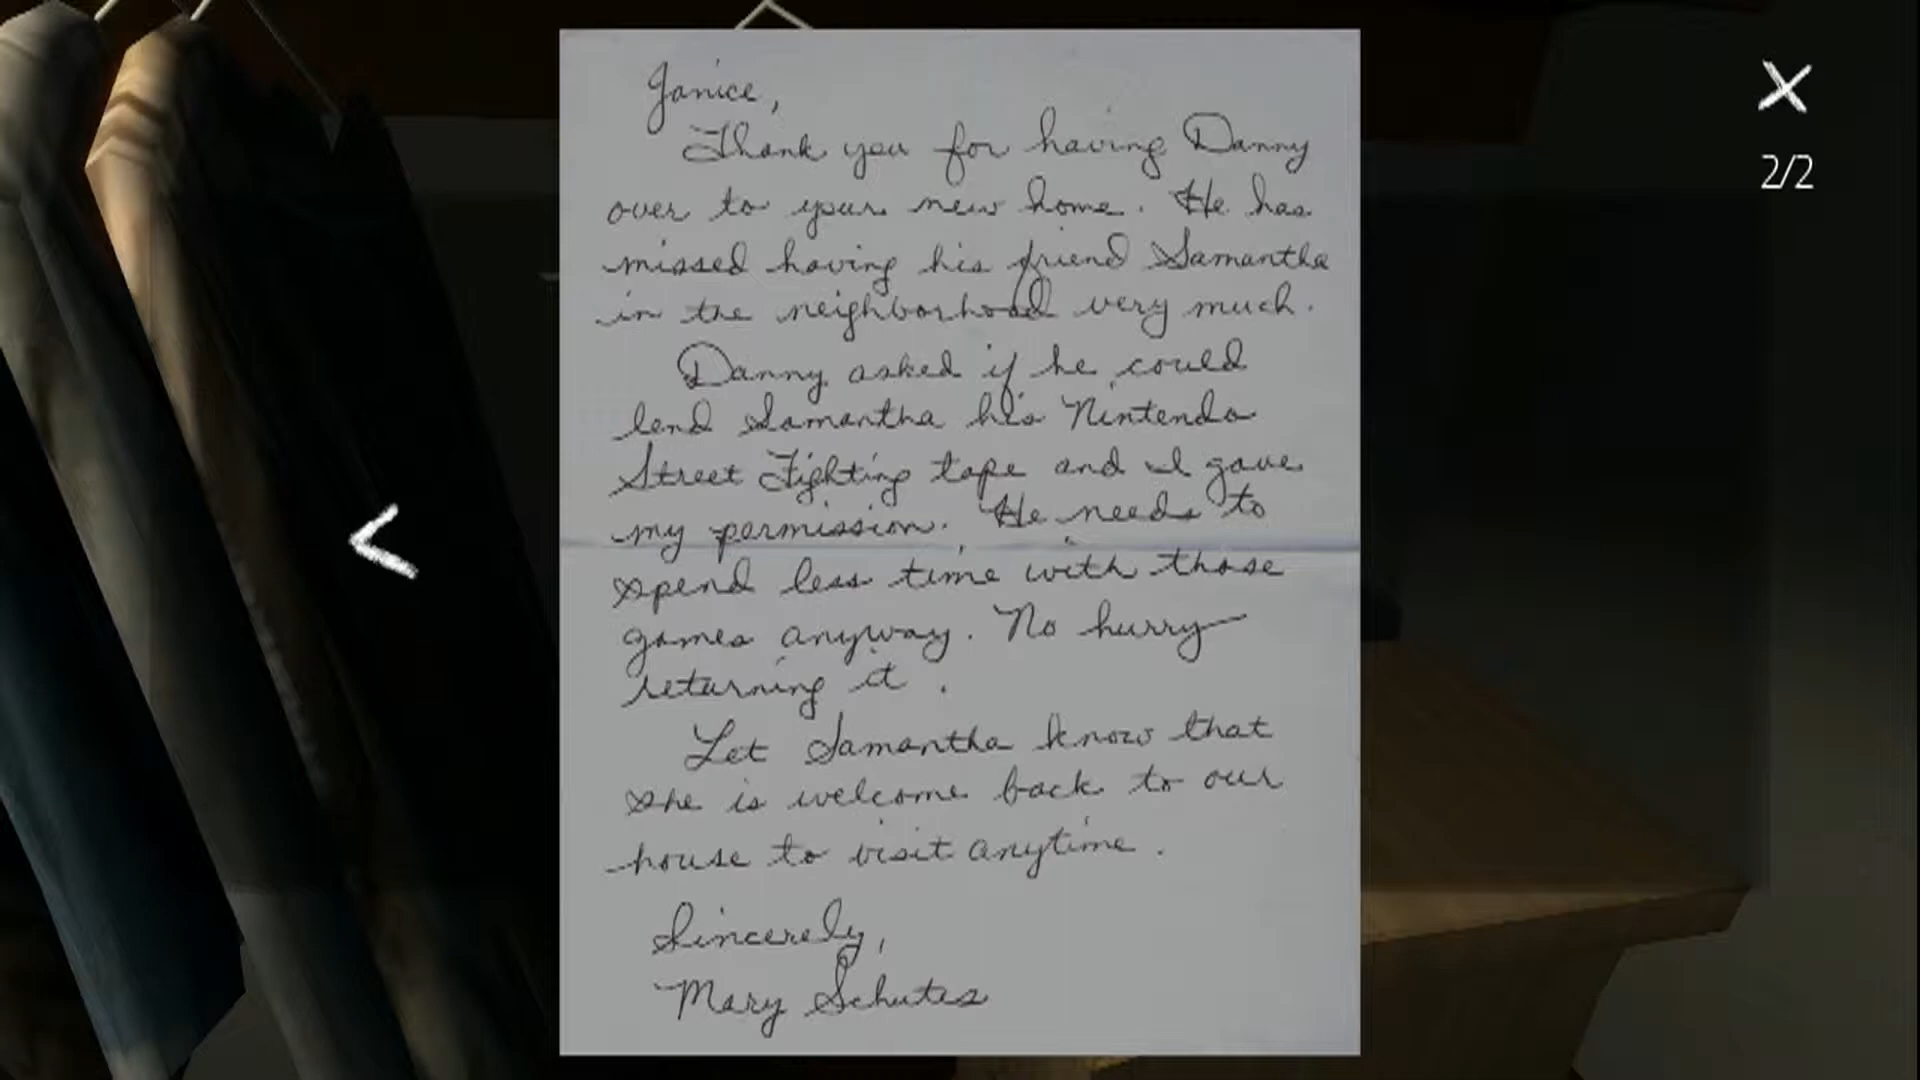 Janice,
Thank you for having Danny
over to your new home. He has
missed having his friend Samantha
in the neighborhood very much.
Danny asked if he could
lend Samantha his Nintendo
Street Fighting tape and I gave
my permission. He needs to
spend less time with those
games anyway. No hurry
returning it.
Let Samantha know that
she is welcome back to our
house to visit anytime.
Sincerely,
Mary Schutes
2/2